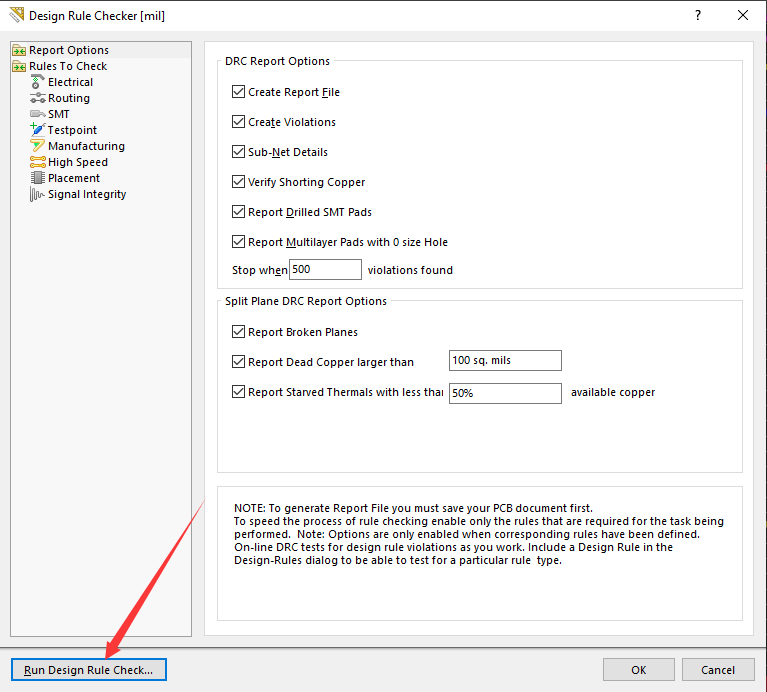 Design Rule Checker [mil]
?
Report Options
Rules To Check
Electrical
Routing
SMT
Testpoint
Manufacturing
High Speed
Placement
Signal Integrity
DRC Report Options
Create Report File
Create Violations
Sub-Net Details
Verify Shorting Copper
Report Drilled SMT Pads
Report Multilayer Pads with 0 size Hole
Stop when 500 violations found
Split Plane DRC Report Options
Report Broken Planes
Report Dead Copper larger than 100 sq. mils
Report Starved Thermals with less than 50% available copper
NOTE: To generate Report File you must save your PCB document first.
To speed the process of rule checking enable only the rules that are required for the task being
performed. Note: Options are only enabled when corresponding rules have been defined.
On-line DRC tests for design rule violations as you work. Include a Design Rule in the
Design-Rules dialog to be able to test for a particular rule type.
Run Design Rule Check...
OK
Cancel